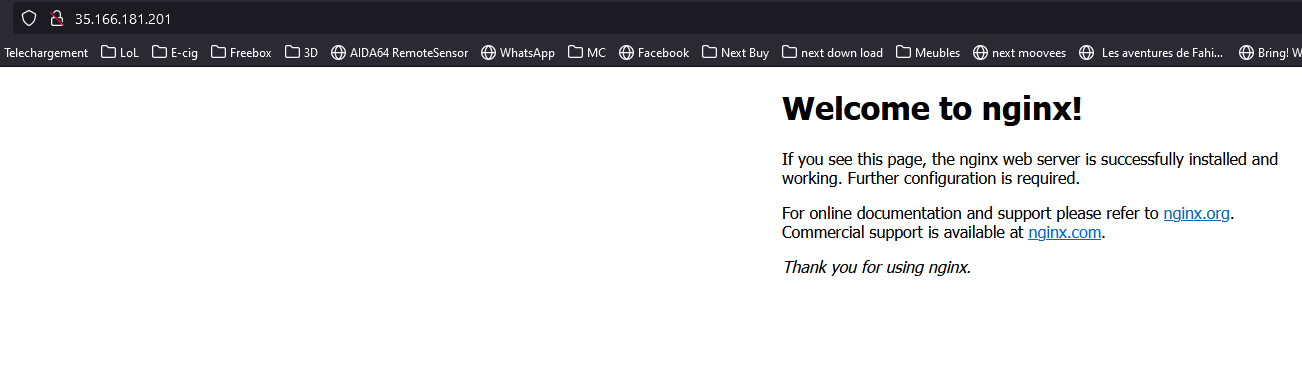 35.166.181.201
Telechargement LoL E-cig Freebox 3D AIDA64 RemoteSensor WhatsApp MC Facebook Next Buy next down load Meubles next moovees Les aventures de Fahi... Bring! W
Welcome to nginx!
If you see this page, the nginx web server is successfully installed and
working. Further configuration is required.
For online documentation and support please refer to nginx.org.
Commercial support is available at nginx.com.
Thank you for using nginx.